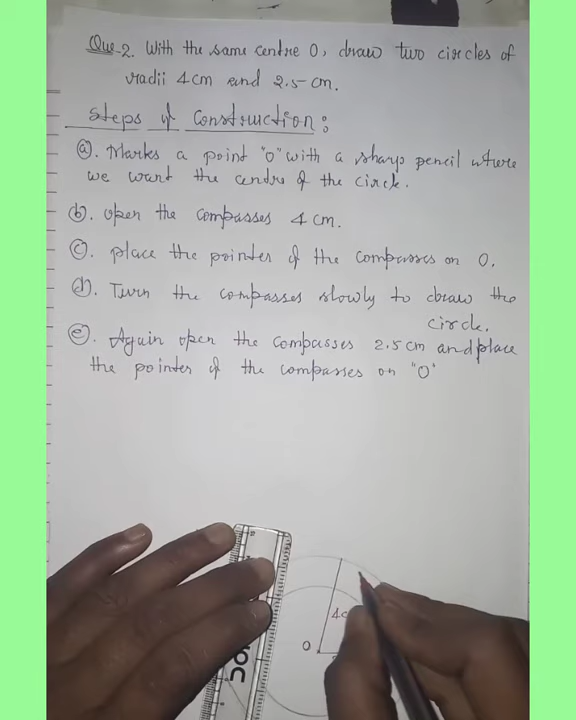 Que-2. With the same centre O, draw two circles of
radii 4cm and 2.5-cm.
Steps of Construction:
(a). Marks a point "O" with a sharp pencil where
we want the centre of the circle.
(b). open the compasses 4 cm.
(c). place the pointer of the compasses on O.
(d). Turn the compasses slowly to draw the
circle.
(e). Again open the compasses 2.5 cm and place
the pointer of the compasses on "O"
4c
O